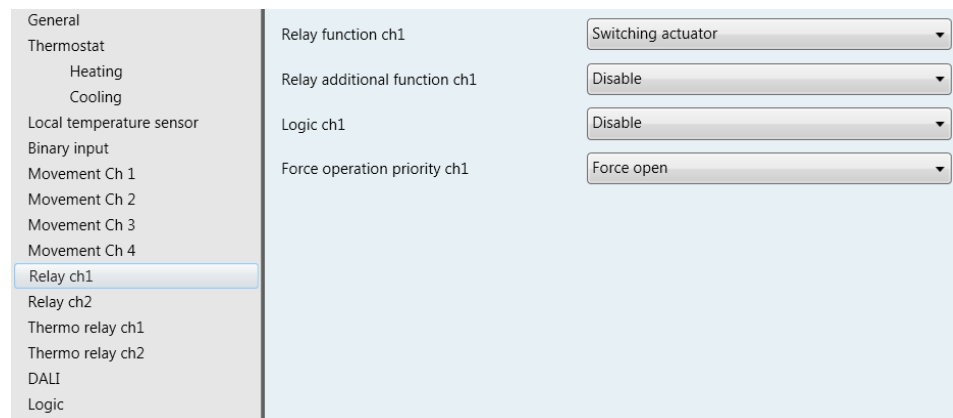 General
Thermostat
Heating
Cooling
Local temperature sensor
Binary input
Movement Ch 1
Movement Ch 2
Movement Ch 3
Movement Ch 4
Relay ch1
Relay ch2
Thermo relay ch1
Thermo relay ch2
DALI
Logic
Relay function ch1 Switching actuator
Relay additional function ch1 Disable
Logic ch1 Disable
Force operation priority ch1 Force open